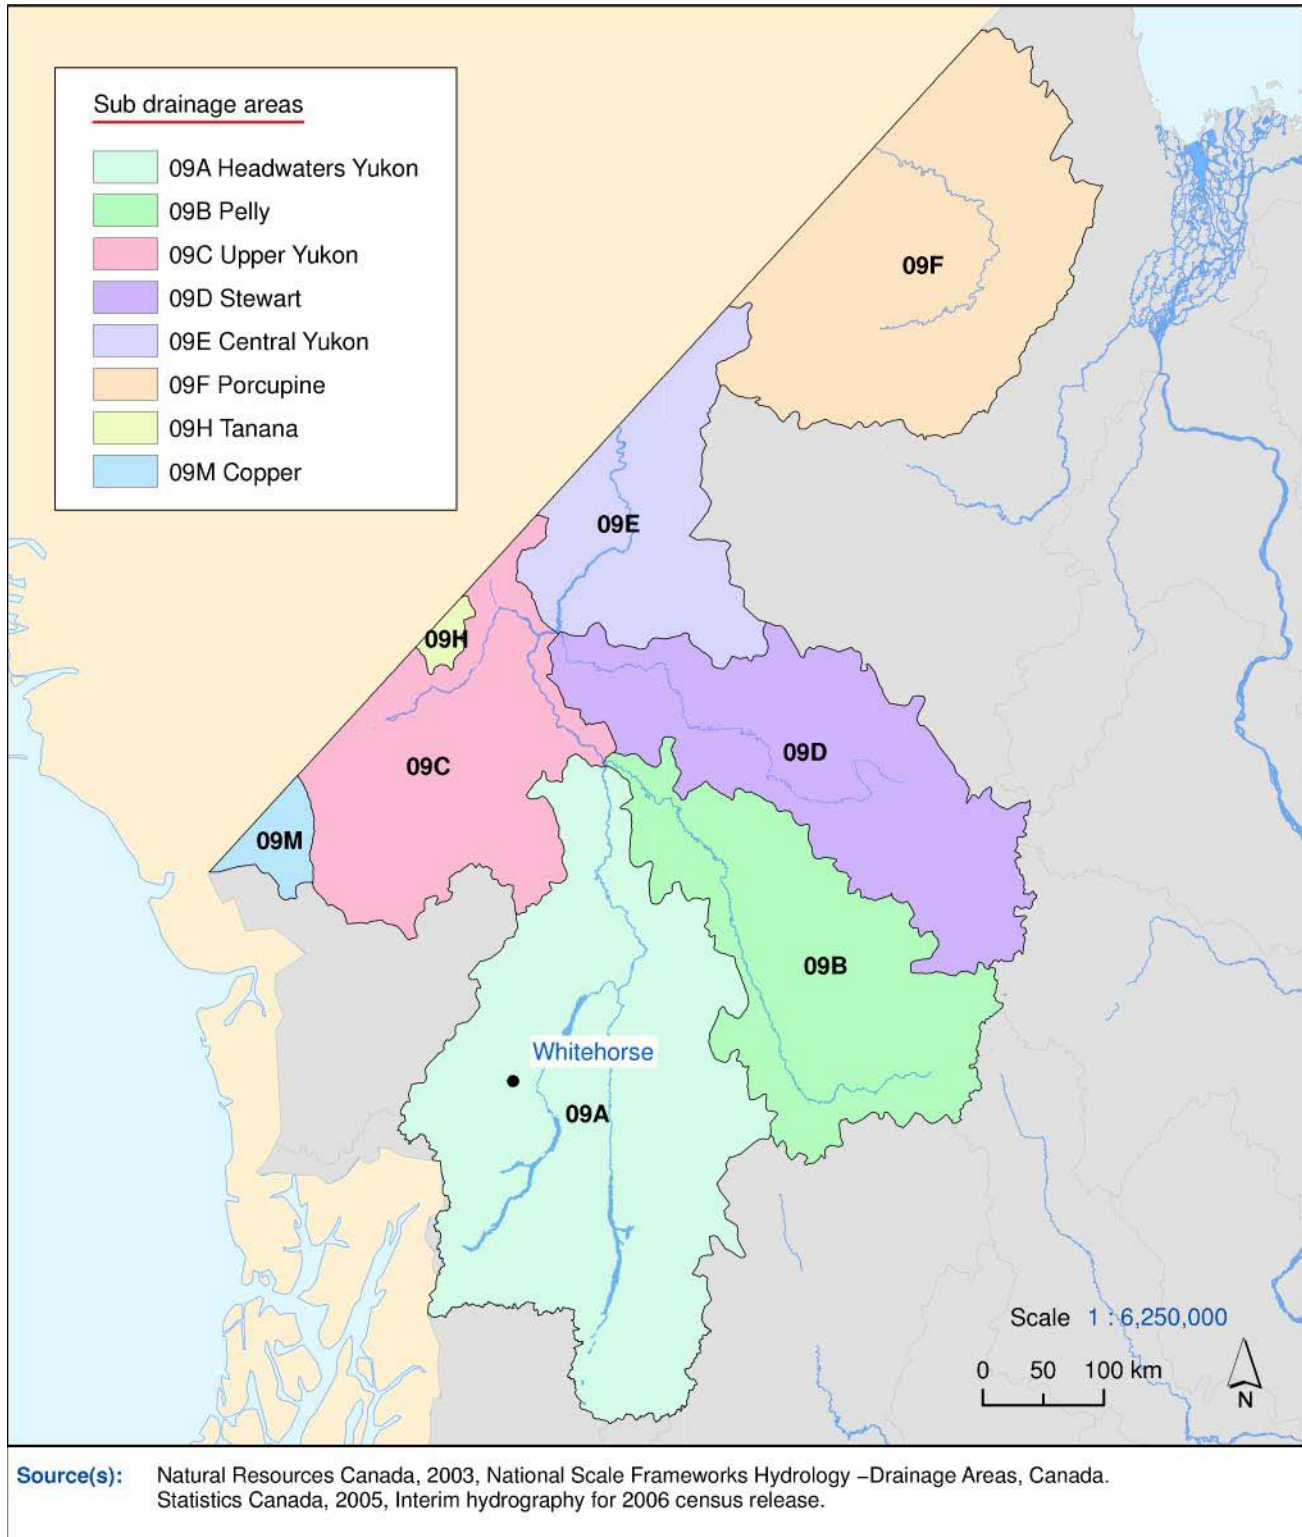 Sub drainage areas
09A Headwaters Yukon
09B Pelly
09C Upper Yukon
09D Stewart
09E Central Yukon
09F Porcupine
09H Tanana
09M Copper
09F
09E
09H
09D
09C
09M
09B
Whitehorse
09A
Scale 1 : 6,250,000
0 50 100 km
N
Source(s): Natural Resources Canada, 2003, National Scale Frameworks Hydrology –Drainage Areas, Canada.
Statistics Canada, 2005, Interim hydrography for 2006 census release.